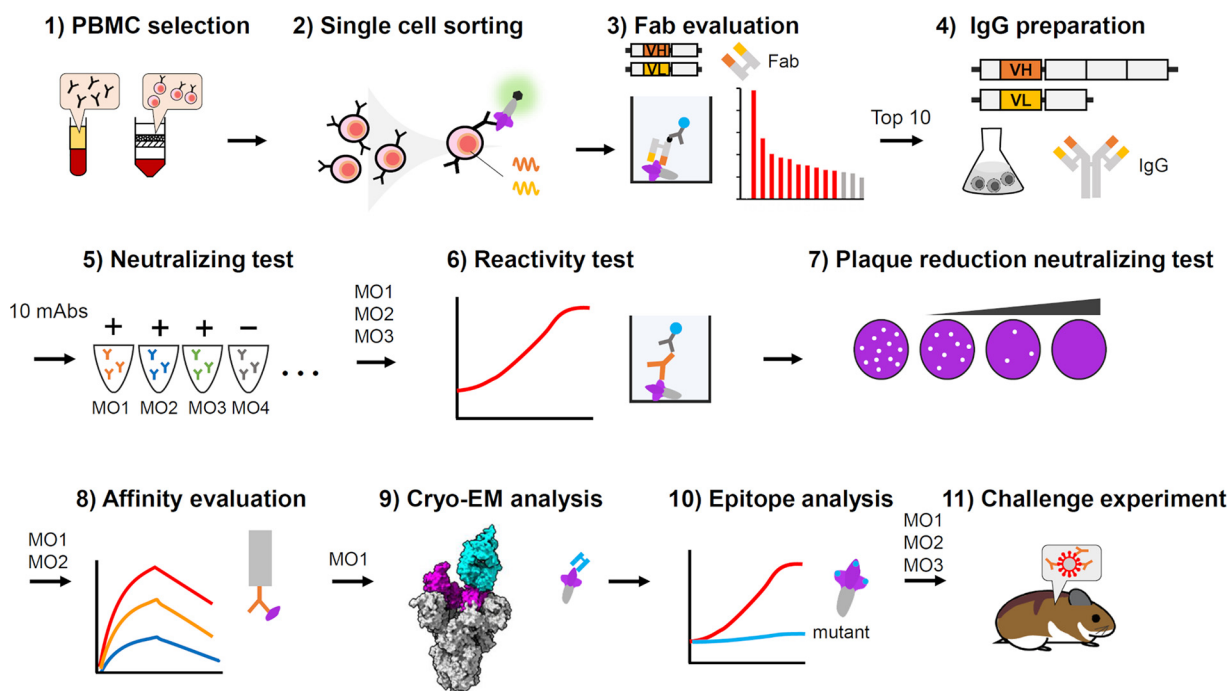 1) PBMC selection
2) Single cell sorting
3) Fab evaluation
VH
VL
Fab
Top 10
4) IgG preparation
VH
VL
IgG
10 mAbs
5) Neutralizing test
+ + + −
MO1 MO2 MO3 MO4
...
MO1
MO2
MO3
6) Reactivity test
7) Plaque reduction neutralizing test
MO1
MO2
8) Affinity evaluation
MO1
9) Cryo-EM analysis
10) Epitope analysis
mutant
MO1
MO2
MO3
11) Challenge experiment